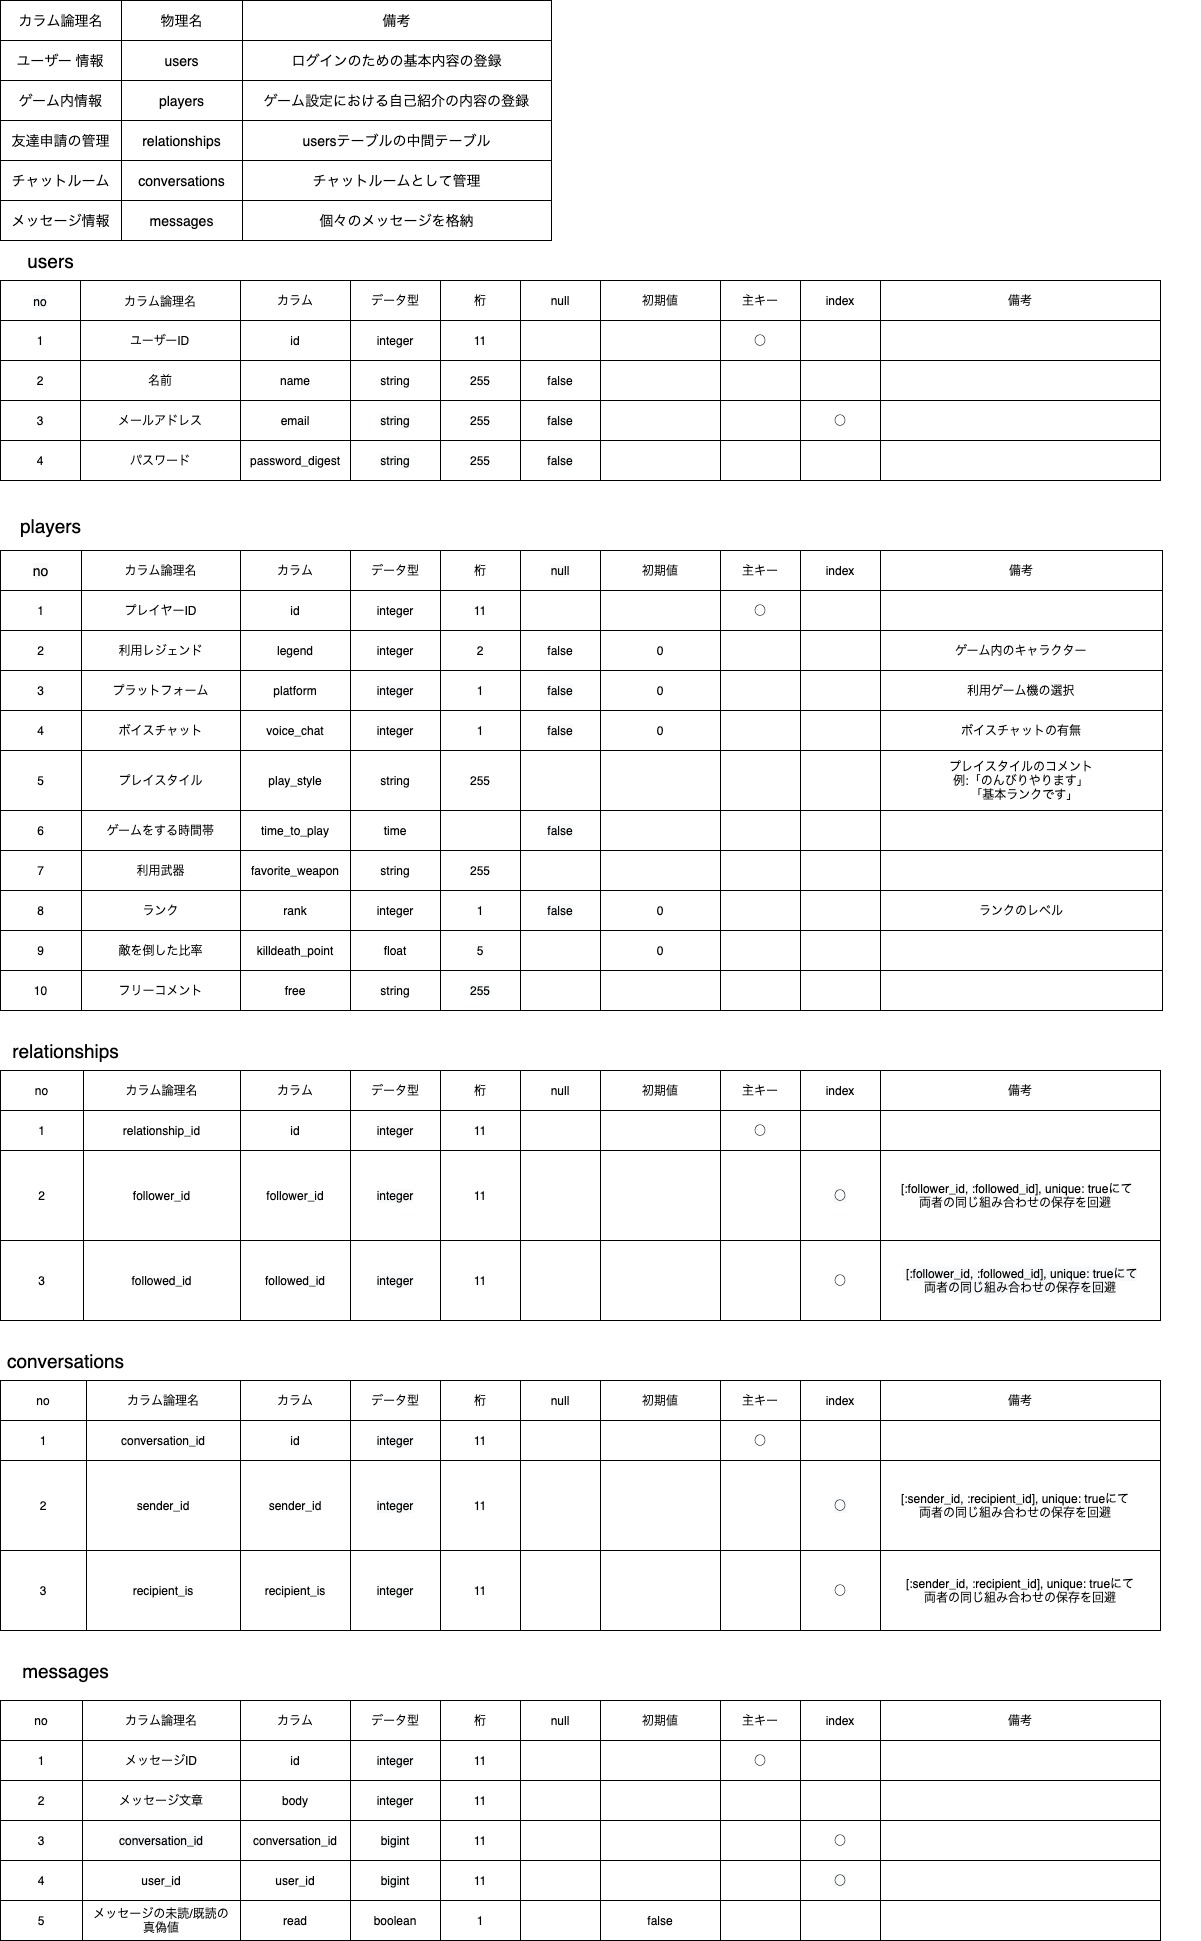 カラム論理名 物理名 備考
ユーザー 情報 users ログインのための基本内容の登録
ゲーム内情報 players ゲーム設定における自己紹介の内容の登録
友達申請の管理 relationships usersテーブルの中間テーブル
チャットルーム conversations チャットルームとして管理
メッセージ情報 messages 個々のメッセージを格納
users
no カラム論理名 カラム データ型 桁 null 初期値 主キー index 備考
1 ユーザーID id integer 11 ○
2 名前 name string 255 false
3 メールアドレス email string 255 false ○
4 パスワード password_digest string 255 false
players
no カラム論理名 カラム データ型 桁 null 初期値 主キー index 備考
1 プレイヤーID id integer 11 ○
2 利用レジェンド legend integer 2 false 0 ゲーム内のキャラクター
3 プラットフォーム platform integer 1 false 0 利用ゲーム機の選択
4 ボイスチャット voice_chat integer 1 false 0 ボイスチャットの有無
5 プレイスタイル play_style string 255 プレイスタイルのコメント
例:「のんびりやります」
「基本ランクです」
6 ゲームをする時間帯 time_to_play time false
7 利用武器 favorite_weapon string 255
8 ランク rank integer 1 false 0 ランクのレベル
9 敵を倒した比率 killdeath_point float 5 0
10 フリーコメント free string 255
relationships
no カラム論理名 カラム データ型 桁 null 初期値 主キー index 備考
1 relationship_id id integer 11 ○
2 follower_id follower_id integer 11 ○ [:follower_id, :followed_id], unique: trueにて
両者の同じ組み合わせの保存を回避
3 followed_id followed_id integer 11 ○ [:follower_id, :followed_id], unique: trueにて
両者の同じ組み合わせの保存を回避
conversations
no カラム論理名 カラム データ型 桁 null 初期値 主キー index 備考
1 conversation_id id integer 11 ○
2 sender_id sender_id integer 11 ○ [:sender_id, :recipient_id], unique: trueにて
両者の同じ組み合わせの保存を回避
3 recipient_is recipient_is integer 11 ○ [:sender_id, :recipient_id], unique: trueにて
両者の同じ組み合わせの保存を回避
messages
no カラム論理名 カラム データ型 桁 null 初期値 主キー index 備考
1 メッセージID id integer 11 ○
2 メッセージ文章 body integer 11
3 conversation_id conversation_id bigint 11 ○
4 user_id user_id bigint 11 ○
5 メッセージの未読/既読の
真偽値 read boolean 1 false